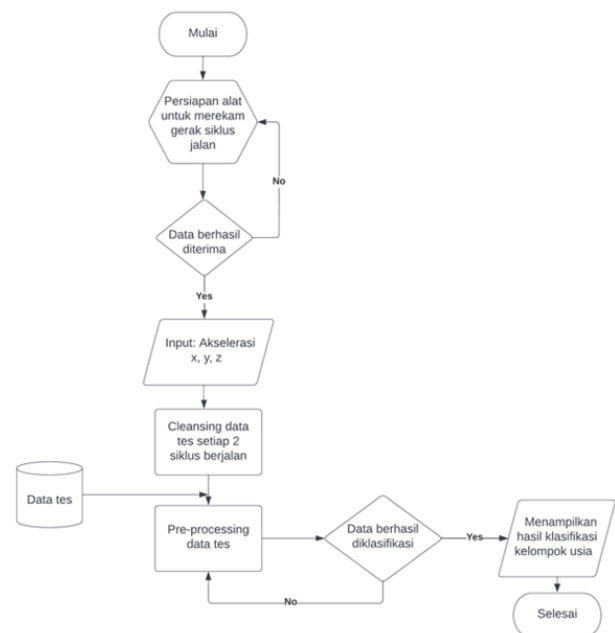 Mulai
Persiapan alat
untuk merekam
gerak siklus
jalan
No
Data berhasil
diterima
Yes
Input: Akselerasi
x, y, z
Cleansing data
tes setiap 2
siklus berjalan
Data tes
Pre-processing
data tes
Data berhasil
diklasifikasi
Yes
Menampilkan
hasil klasifikasi
kelompok usia
No
Selesai